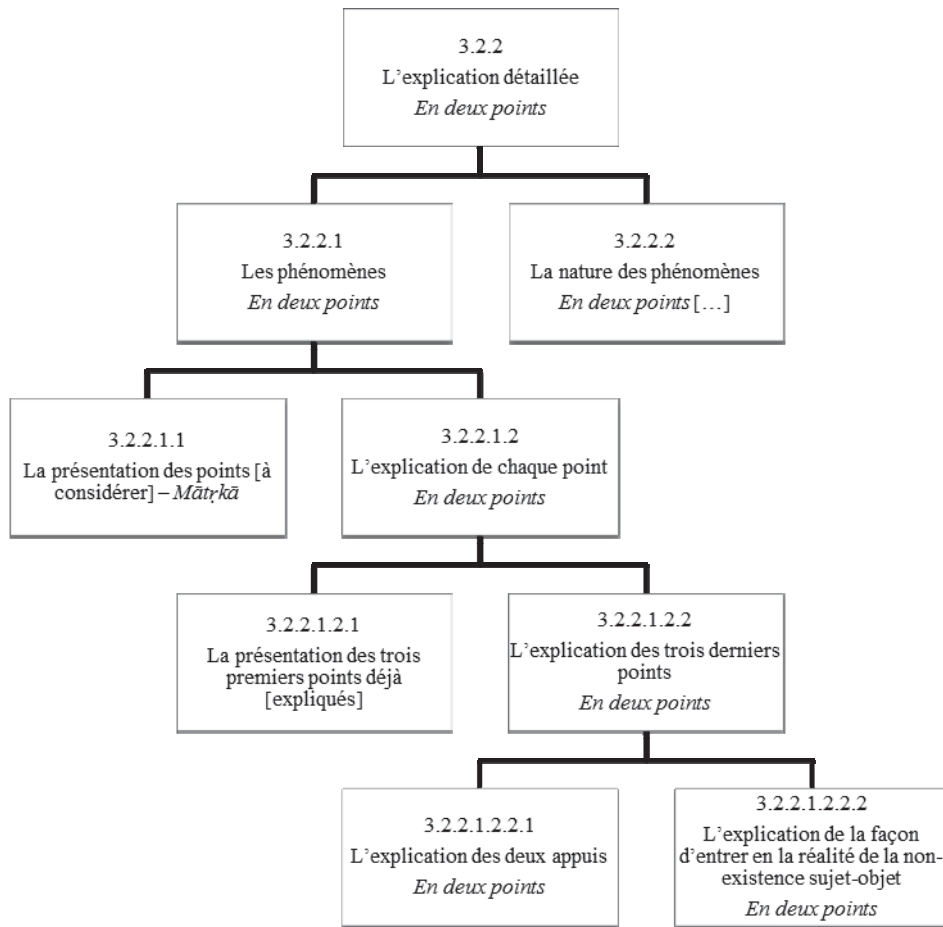 3.2.2
L’explication détaillée
En deux points
3.2.2.1
Les phénomènes
En deux points
3.2.2.2
La nature des phénomènes
En deux points […]
3.2.2.1.1
La présentation des points [à
considérer] – Mātṛkā
3.2.2.1.2
L’explication de chaque point
En deux points
3.2.2.1.2.1
La présentation des trois
premiers points déjà
[expliqués]
3.2.2.1.2.2
L’explication des trois derniers
points
En deux points
3.2.2.1.2.2.1
L’explication des deux appuis
En deux points
3.2.2.1.2.2.2
L’explication de la façon
d’entrer en la réalité de la non-
existence sujet-objet
En deux points